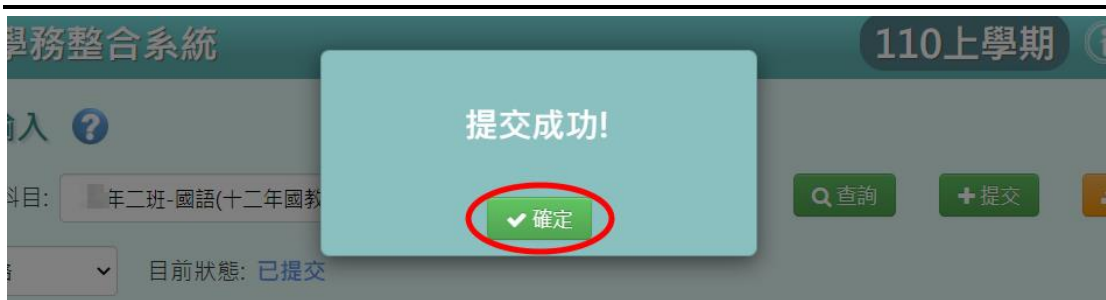 學務整合系統
110上學期
提交成功!
輸入
科目:
年二班-國語(十二年國教
查詢
提交
確定
目前狀態: 已提交